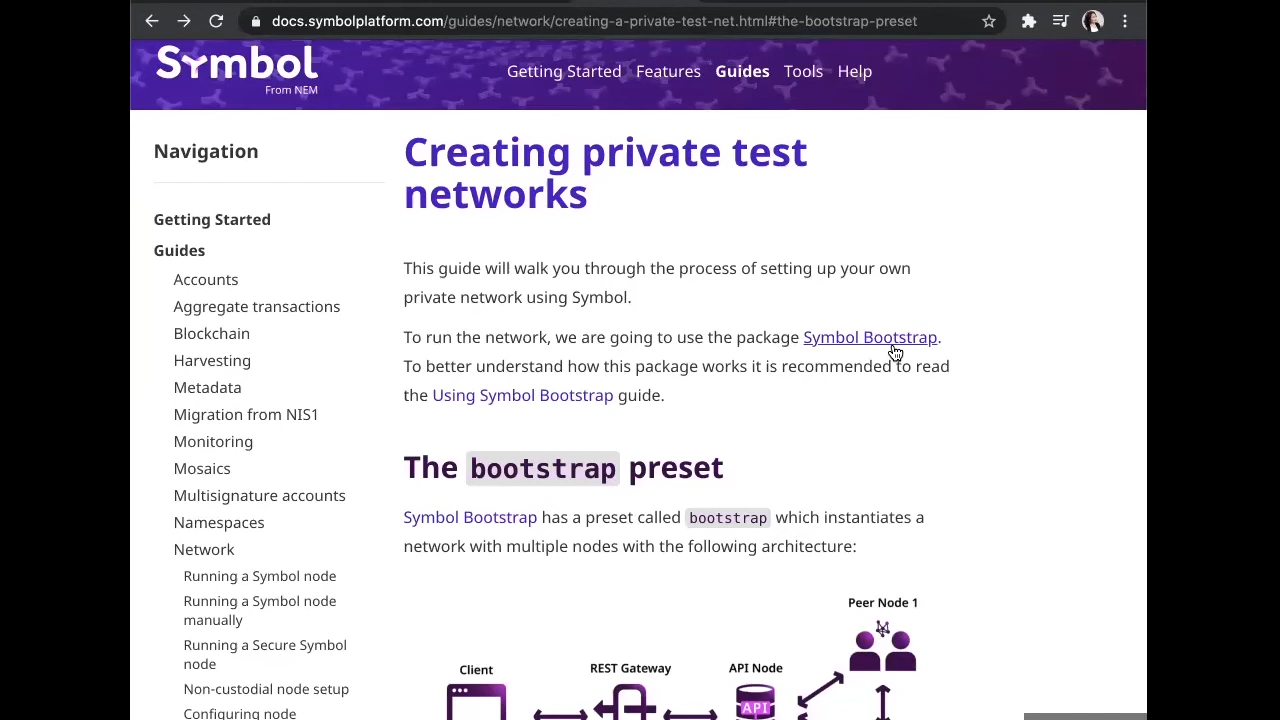 docs.symbolplatform.com/guides/network/creating-a-private-test-net.html#the-bootstrap-preset
Symbol
From NEM
Getting Started Features Guides Tools Help
Navigation
Getting Started
Guides
Accounts
Aggregate transactions
Blockchain
Harvesting
Metadata
Migration from NIS1
Monitoring
Mosaics
Multisignature accounts
Namespaces
Network
Running a Symbol node
Running a Symbol node
manually
Running a Secure Symbol
node
Non-custodial node setup
Configuring node
Creating private test
networks
This guide will walk you through the process of setting up your own
private network using Symbol.
To run the network, we are going to use the package Symbol Bootstrap.
To better understand how this package works it is recommended to read
the Using Symbol Bootstrap guide.
The bootstrap preset
Symbol Bootstrap has a preset called bootstrap which instantiates a
network with multiple nodes with the following architecture:
Peer Node 1
Client
REST Gateway
API Node
API